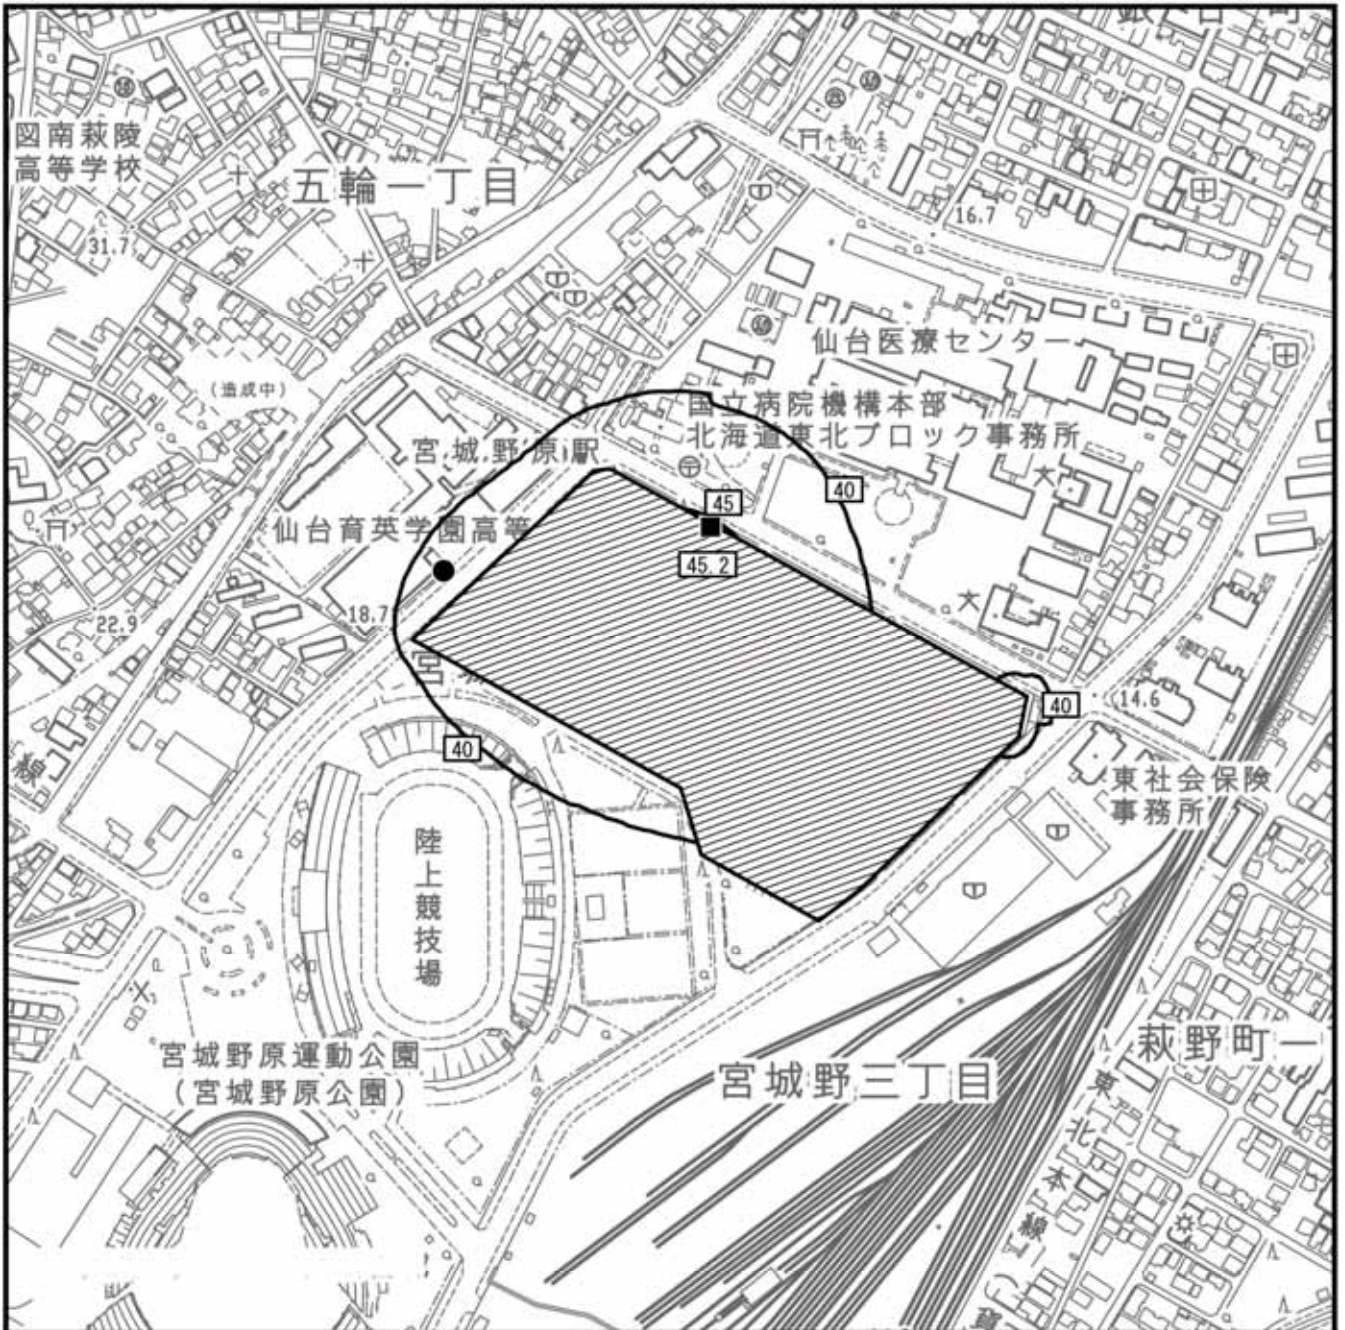 図南萩陵
高等学校
五輪一丁目
31.7
16.7
(造成中)
仙台医療センター
国立病院機構本部
北海道東北ブロック事務所
宮城野原駅
40
45
45.2
仙台育英学園高等
18.7
22.9
宮
40
14.6
40
線
東社会保険
事務所
陸上競技場
宮城野原運動公園
(宮城野原公園)
宮城野三丁目
萩野町一
東北本線